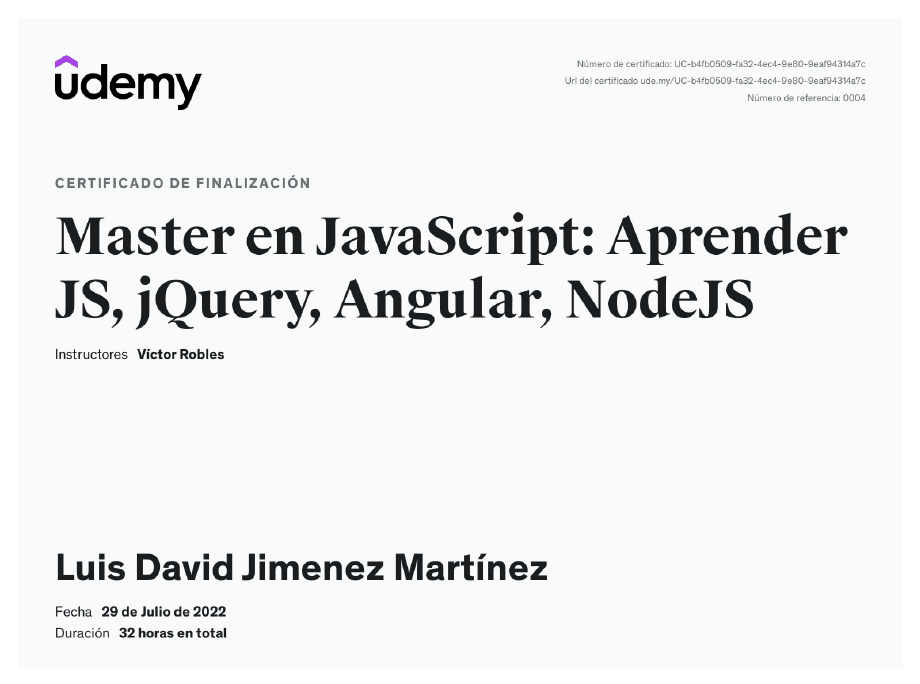 udemy
Número de certificado: UC-b4fb0509-fa32-4ec4-9e80-9eaf94314a7c
Url del certificado ude.my/UC-b4fb0509-fa32-4ec4-9e80-9eaf94314a7c
Número de referencia: 0004
CERTIFICADO DE FINALIZACIÓN
Master en JavaScript: Aprender
JS, jQuery, Angular, NodeJS
Instructores Víctor Robles
Luis David Jimenez Martínez
Fecha 29 de Julio de 2022
Duración 32 horas en total